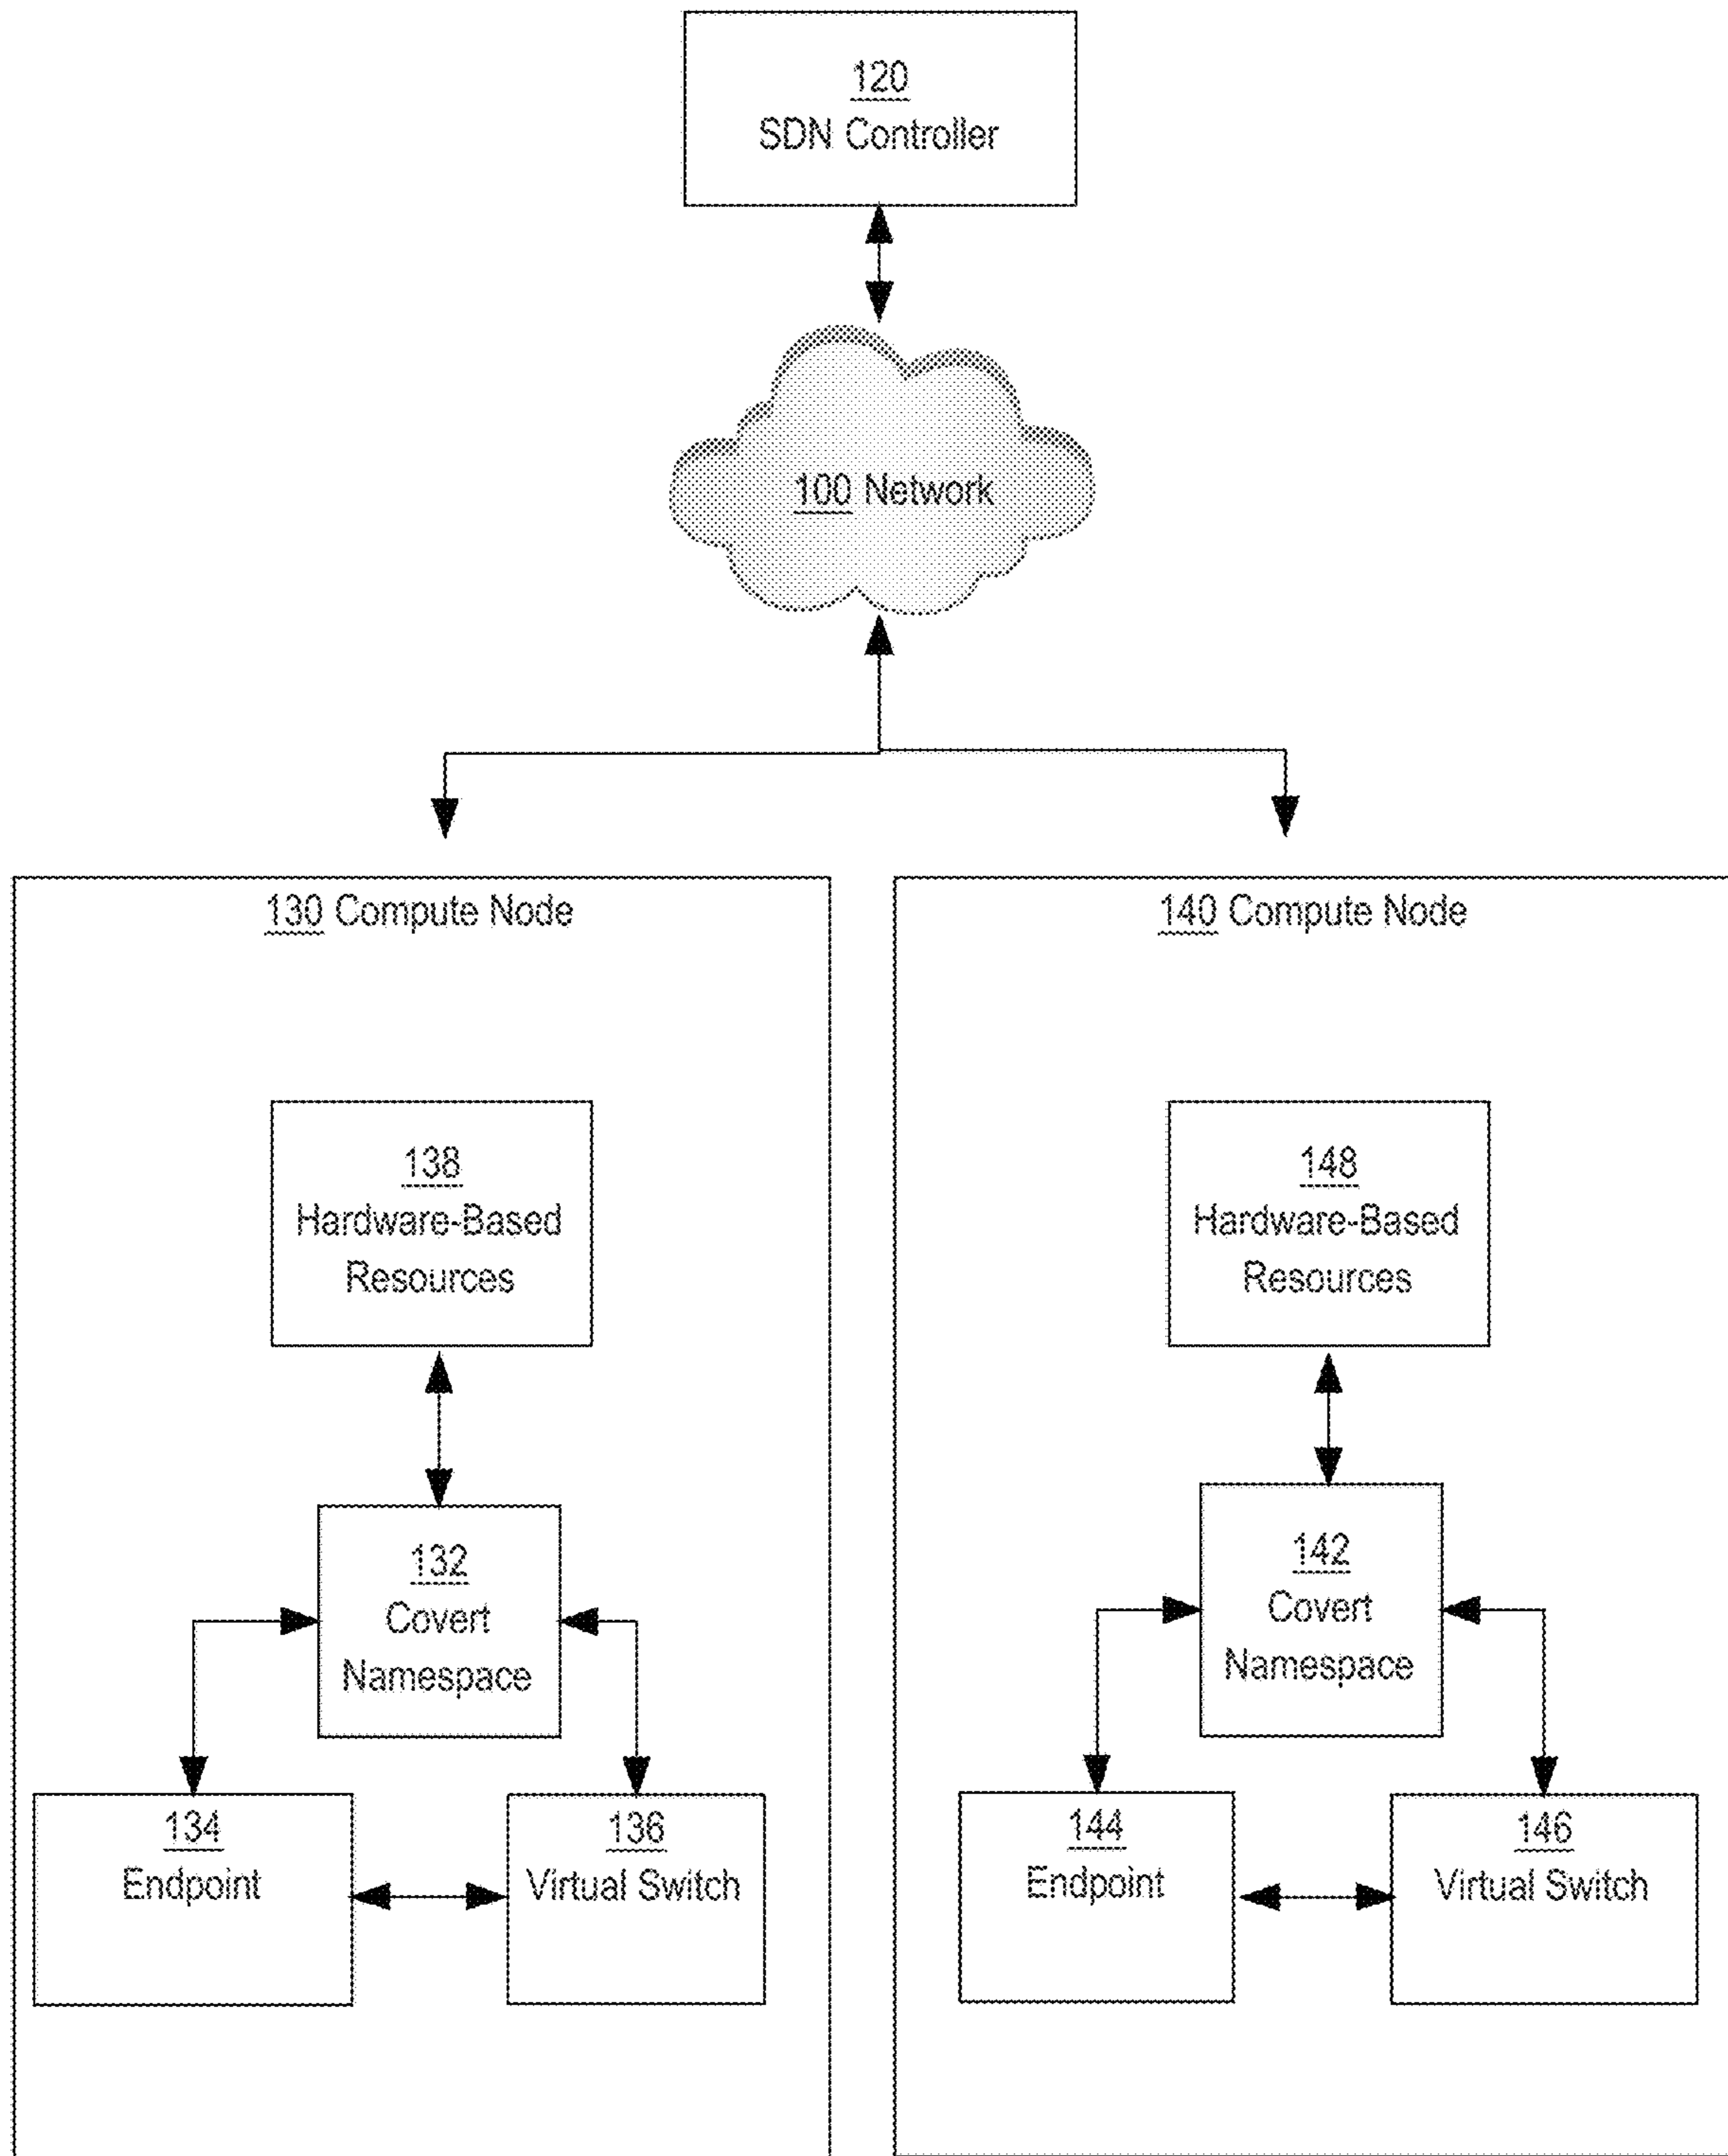 120
SDN Controller
100 Network
130 Compute Node
138
Hardware-Based
Resources
132
Covert
Namespace
134
Endpoint
136
Virtual Switch
140 Compute Node
148
Hardware-Based
Resources
142
Covert
Namespace
144
Endpoint
146
Virtual Switch